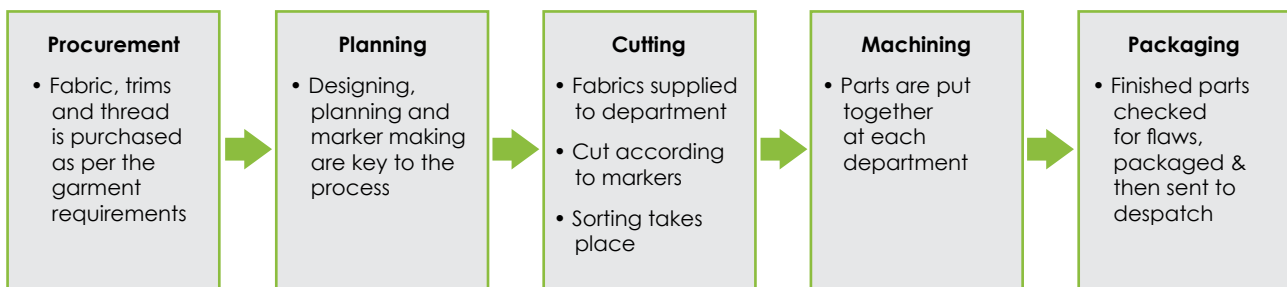 Procurement
• Fabric, trims
and thread
is purchased
as per the
garment
requirements
Planning
• Designing,
planning and
marker making
are key to the
process
Cutting
• Fabrics supplied
to department
• Cut according
to markers
• Sorting takes
place
Machining
• Parts are put
together
at each
department
Packaging
• Finished parts
checked
for flaws,
packaged &
then sent to
despatch